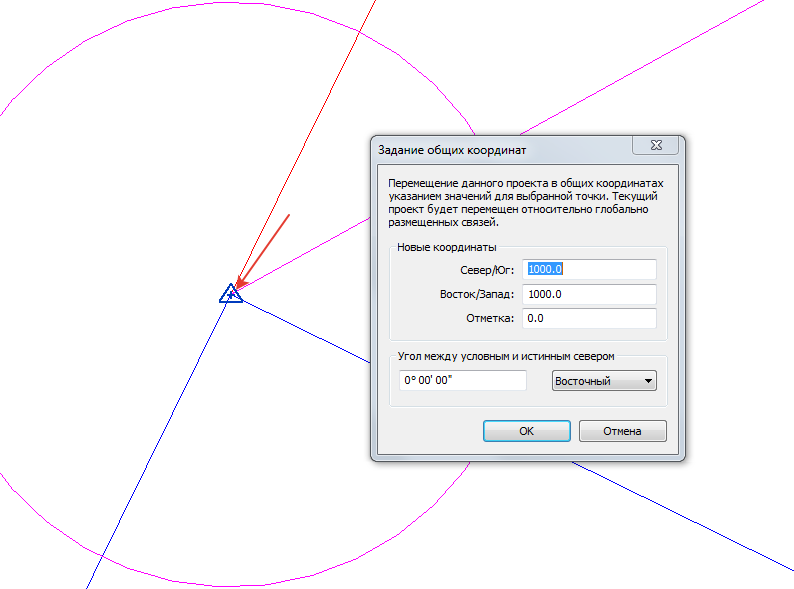 Задание общих координат
Перемещение данного проекта в общих координатах
указанием значений для выбранной точки. Текущий
проект будет перемещен относительно глобально
размещенных связей.
Новые координаты
Север/Юг: 1000.0
Восток/Запад: 1000.0
Отметка: 0.0
Угол между условным и истинным севером
0° 00' 00"
Восточный
OK
Отмена